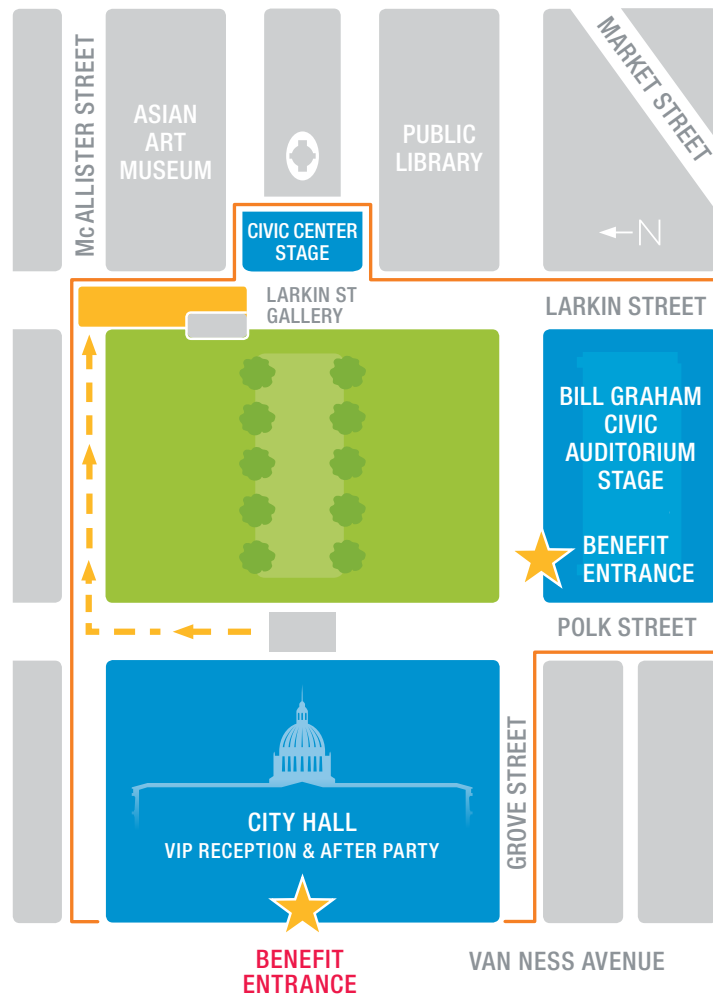 McALLISTER STREET
ASIAN
ART
MUSEUM
PUBLIC
LIBRARY
MARKET STREET
N
CIVIC CENTER
STAGE
LARKIN ST
GALLERY
LARKIN STREET
BILL GRAHAM
CIVIC
AUDITORIUM
STAGE
BENEFIT
ENTRANCE
POLK STREET
GROVE STREET
CITY HALL
VIP RECEPTION & AFTER PARTY
BENEFIT
ENTRANCE
VAN NESS AVENUE